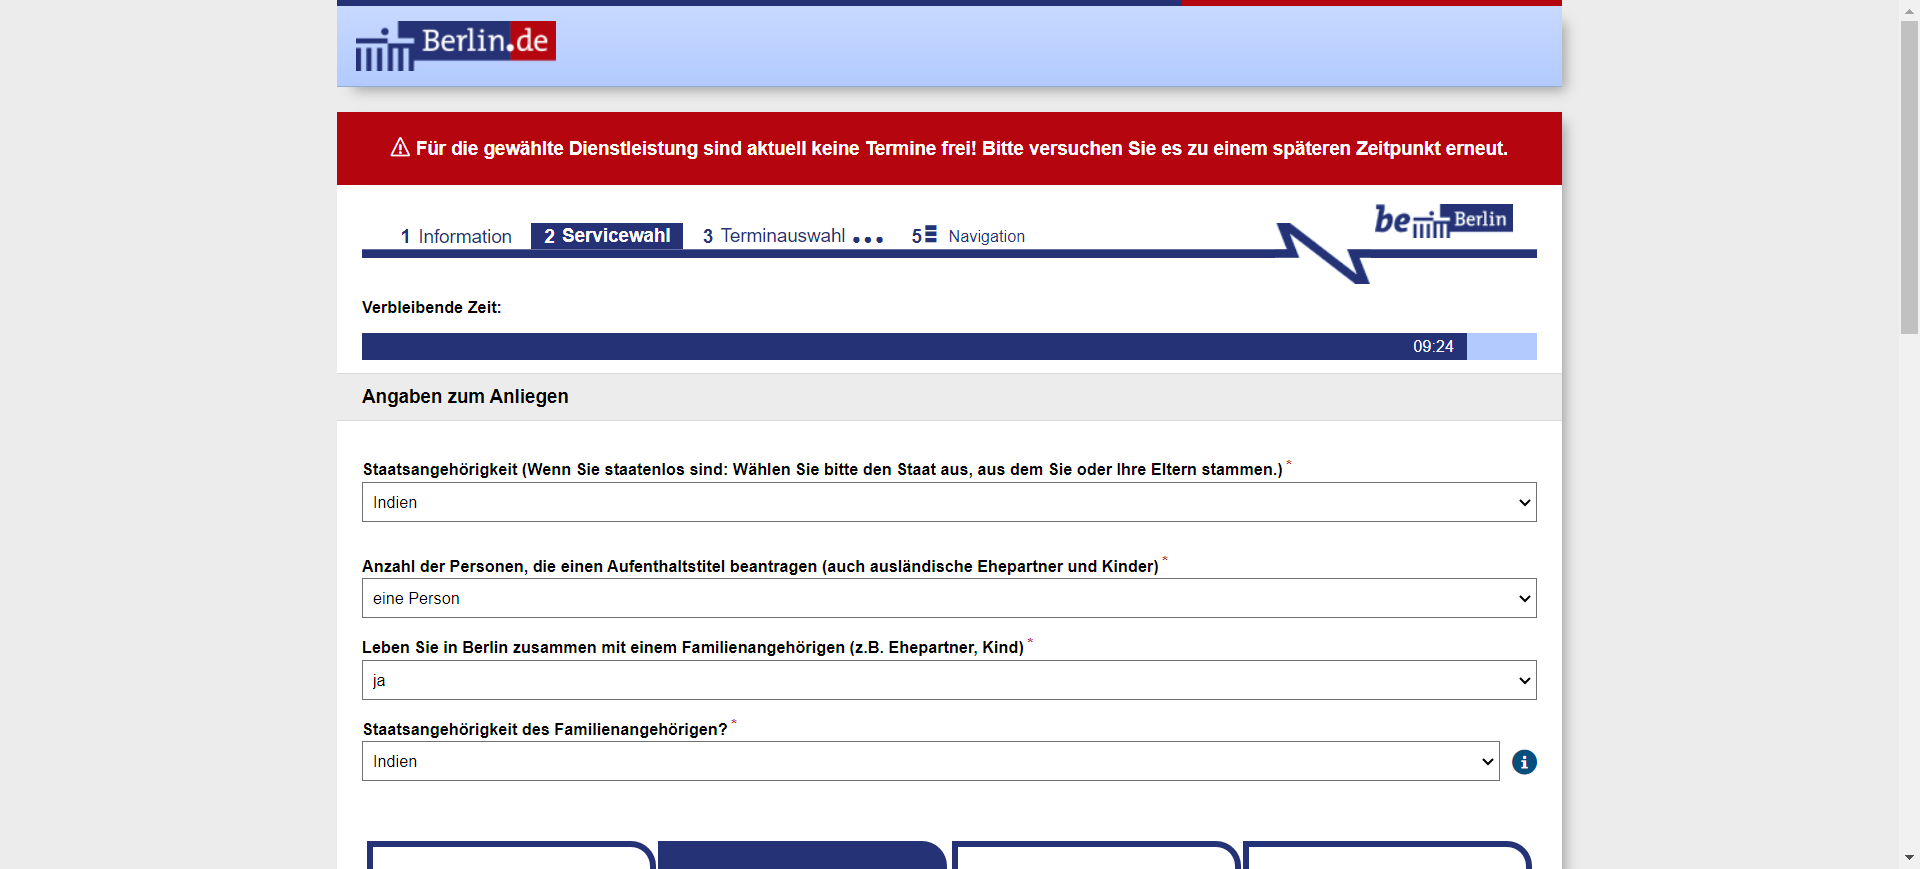 Berlin.de
Für die gewählte Dienstleistung sind aktuell keine Termine frei! Bitte versuchen Sie es zu einem späteren Zeitpunkt erneut.
be Berlin
1 Information 2 Servicewahl 3 Terminauswahl ... 5 Navigation
Verbleibende Zeit:
09:24
Angaben zum Anliegen
Staatsangehörigkeit (Wenn Sie staatenlos sind: Wählen Sie bitte den Staat aus, aus dem Sie oder Ihre Eltern stammen.) *
Indien
Anzahl der Personen, die einen Aufenthaltstitel beantragen (auch ausländische Ehepartner und Kinder) *
eine Person
Leben Sie in Berlin zusammen mit einem Familienangehörigen (z.B. Ehepartner, Kind) *
ja
Staatsangehörigkeit des Familienangehörigen? *
Indien